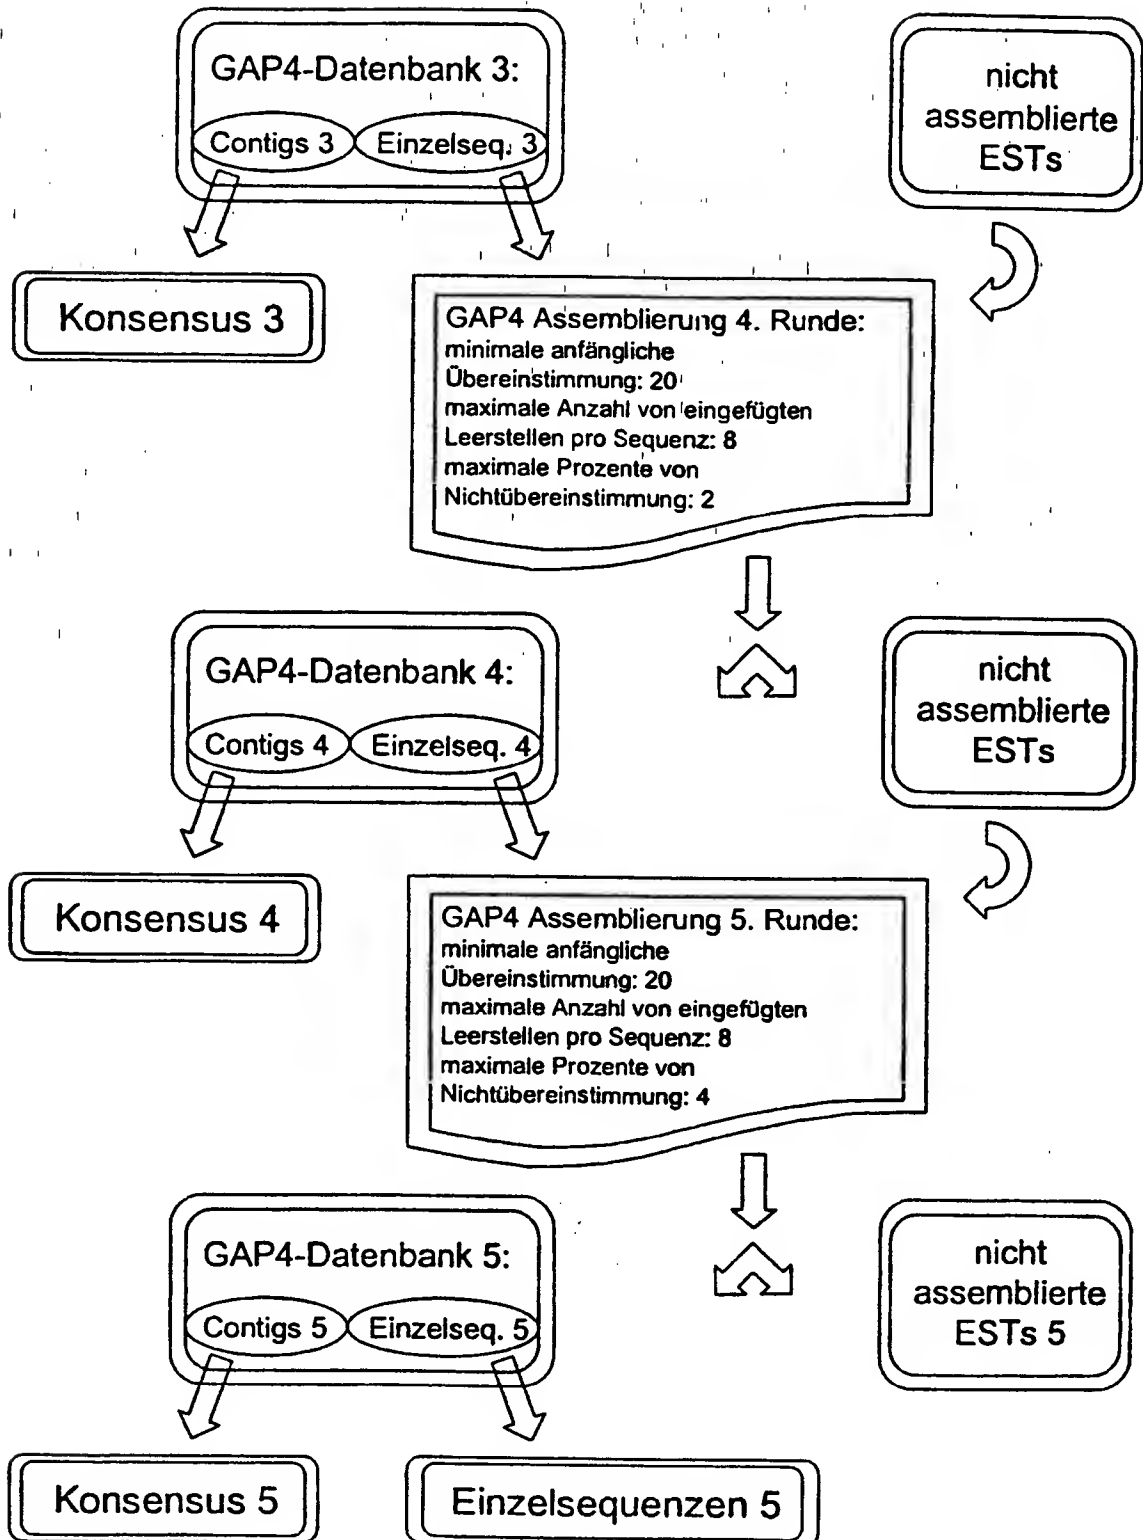 GAP4-Datenbank 3:
Contigs 3
Einzelseq. 3
nicht
assemblierte
ESTs
Konsensus 3
GAP4 Assemblierung 4. Runde:
minimale anfängliche
Übereinstimmung: 20
maximale Anzahl von eingefügten
Leerstellen pro Sequenz: 8
maximale Prozente von
Nichtübereinstimmung: 2
GAP4-Datenbank 4:
Contigs 4
Einzelseq. 4
nicht
assemblierte
ESTs
Konsensus 4
GAP4 Assemblierung 5. Runde:
minimale anfängliche
Übereinstimmung: 20
maximale Anzahl von eingefügten
Leerstellen pro Sequenz: 8
maximale Prozente von
Nichtübereinstimmung: 4
GAP4-Datenbank 5:
Contigs 5
Einzelseq. 5
nicht
assemblierte
ESTs 5
Konsensus 5
Einzelsequenzen 5